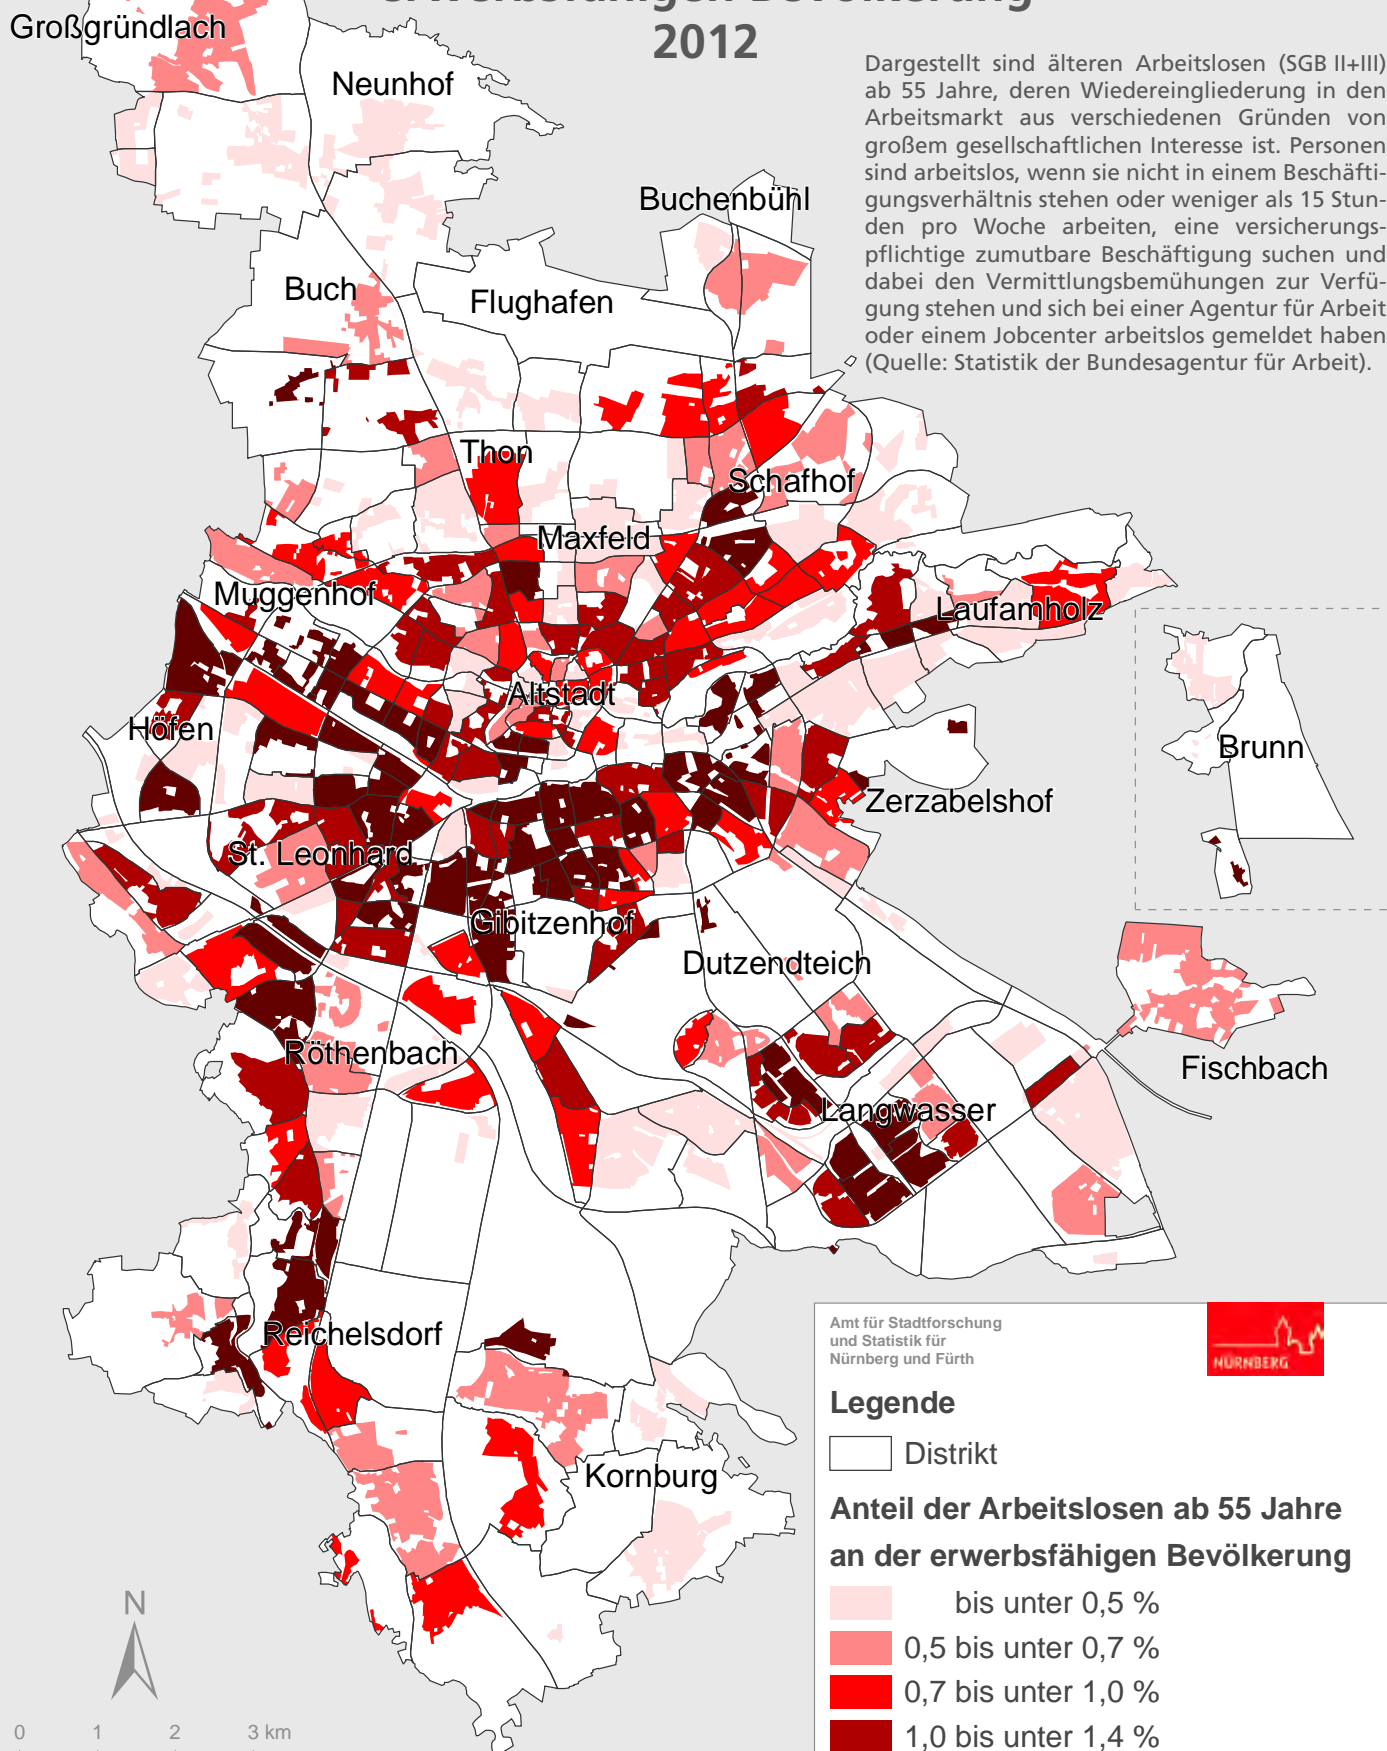 erwerbsfähigen Bevölkerung
2012
Dargestellt sind älteren Arbeitslosen (SGB II+III)
ab 55 Jahre, deren Wiedereingliederung in den
Arbeitsmarkt aus verschiedenen Gründen von
großem gesellschaftlichen Interesse ist. Personen
sind arbeitslos, wenn sie nicht in einem Beschäfti-
gungsverhältnis stehen oder weniger als 15 Stun-
den pro Woche arbeiten, eine versicherungs-
pflichtige zumutbare Beschäftigung suchen und
dabei den Vermittlungsbemühungen zur Verfü-
gung stehen und sich bei einer Agentur für Arbeit
oder einem Jobcenter arbeitslos gemeldet haben
(Quelle: Statistik der Bundesagentur für Arbeit).
Großgründlach
Neunhof
Buchenbühl
Buch
Flughafen
Thon
Schafhof
Maxfeld
Muggenhof
Laufamholz
Altstadt
Höfen
Brunn
Zerzabelshof
St. Leonhard
Gibitzenhof
Dutzendteich
Röthenbach
Fischbach
Langwasser
Reichelsdorf
Kornburg
Amt für Stadtforschung
und Statistik für
Nürnberg und Fürth
NÜRNBERG
Legende
Distrikt
Anteil der Arbeitslosen ab 55 Jahre
an der erwerbsfähigen Bevölkerung
bis unter 0,5 %
0,5 bis unter 0,7 %
0,7 bis unter 1,0 %
1,0 bis unter 1,4 %
N
0 1 2 3 km